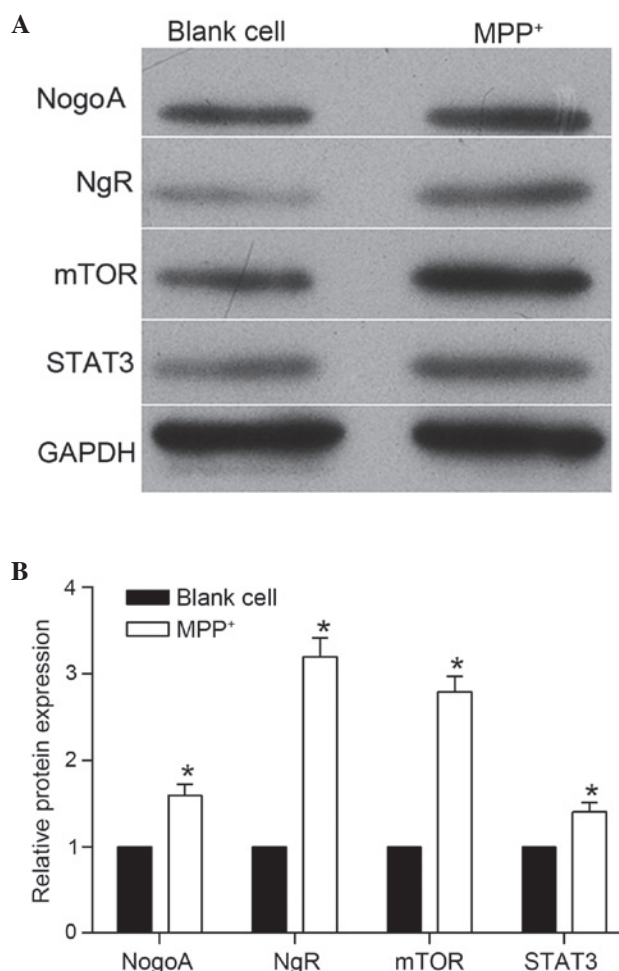 A
Blank cell MPP⁺
NogoA
NgR
mTOR
STAT3
GAPDH
B
Relative protein expression
4
3
2
1
0
Blank cell
MPP⁺
*
*
*
*
NogoA NgR mTOR STAT3